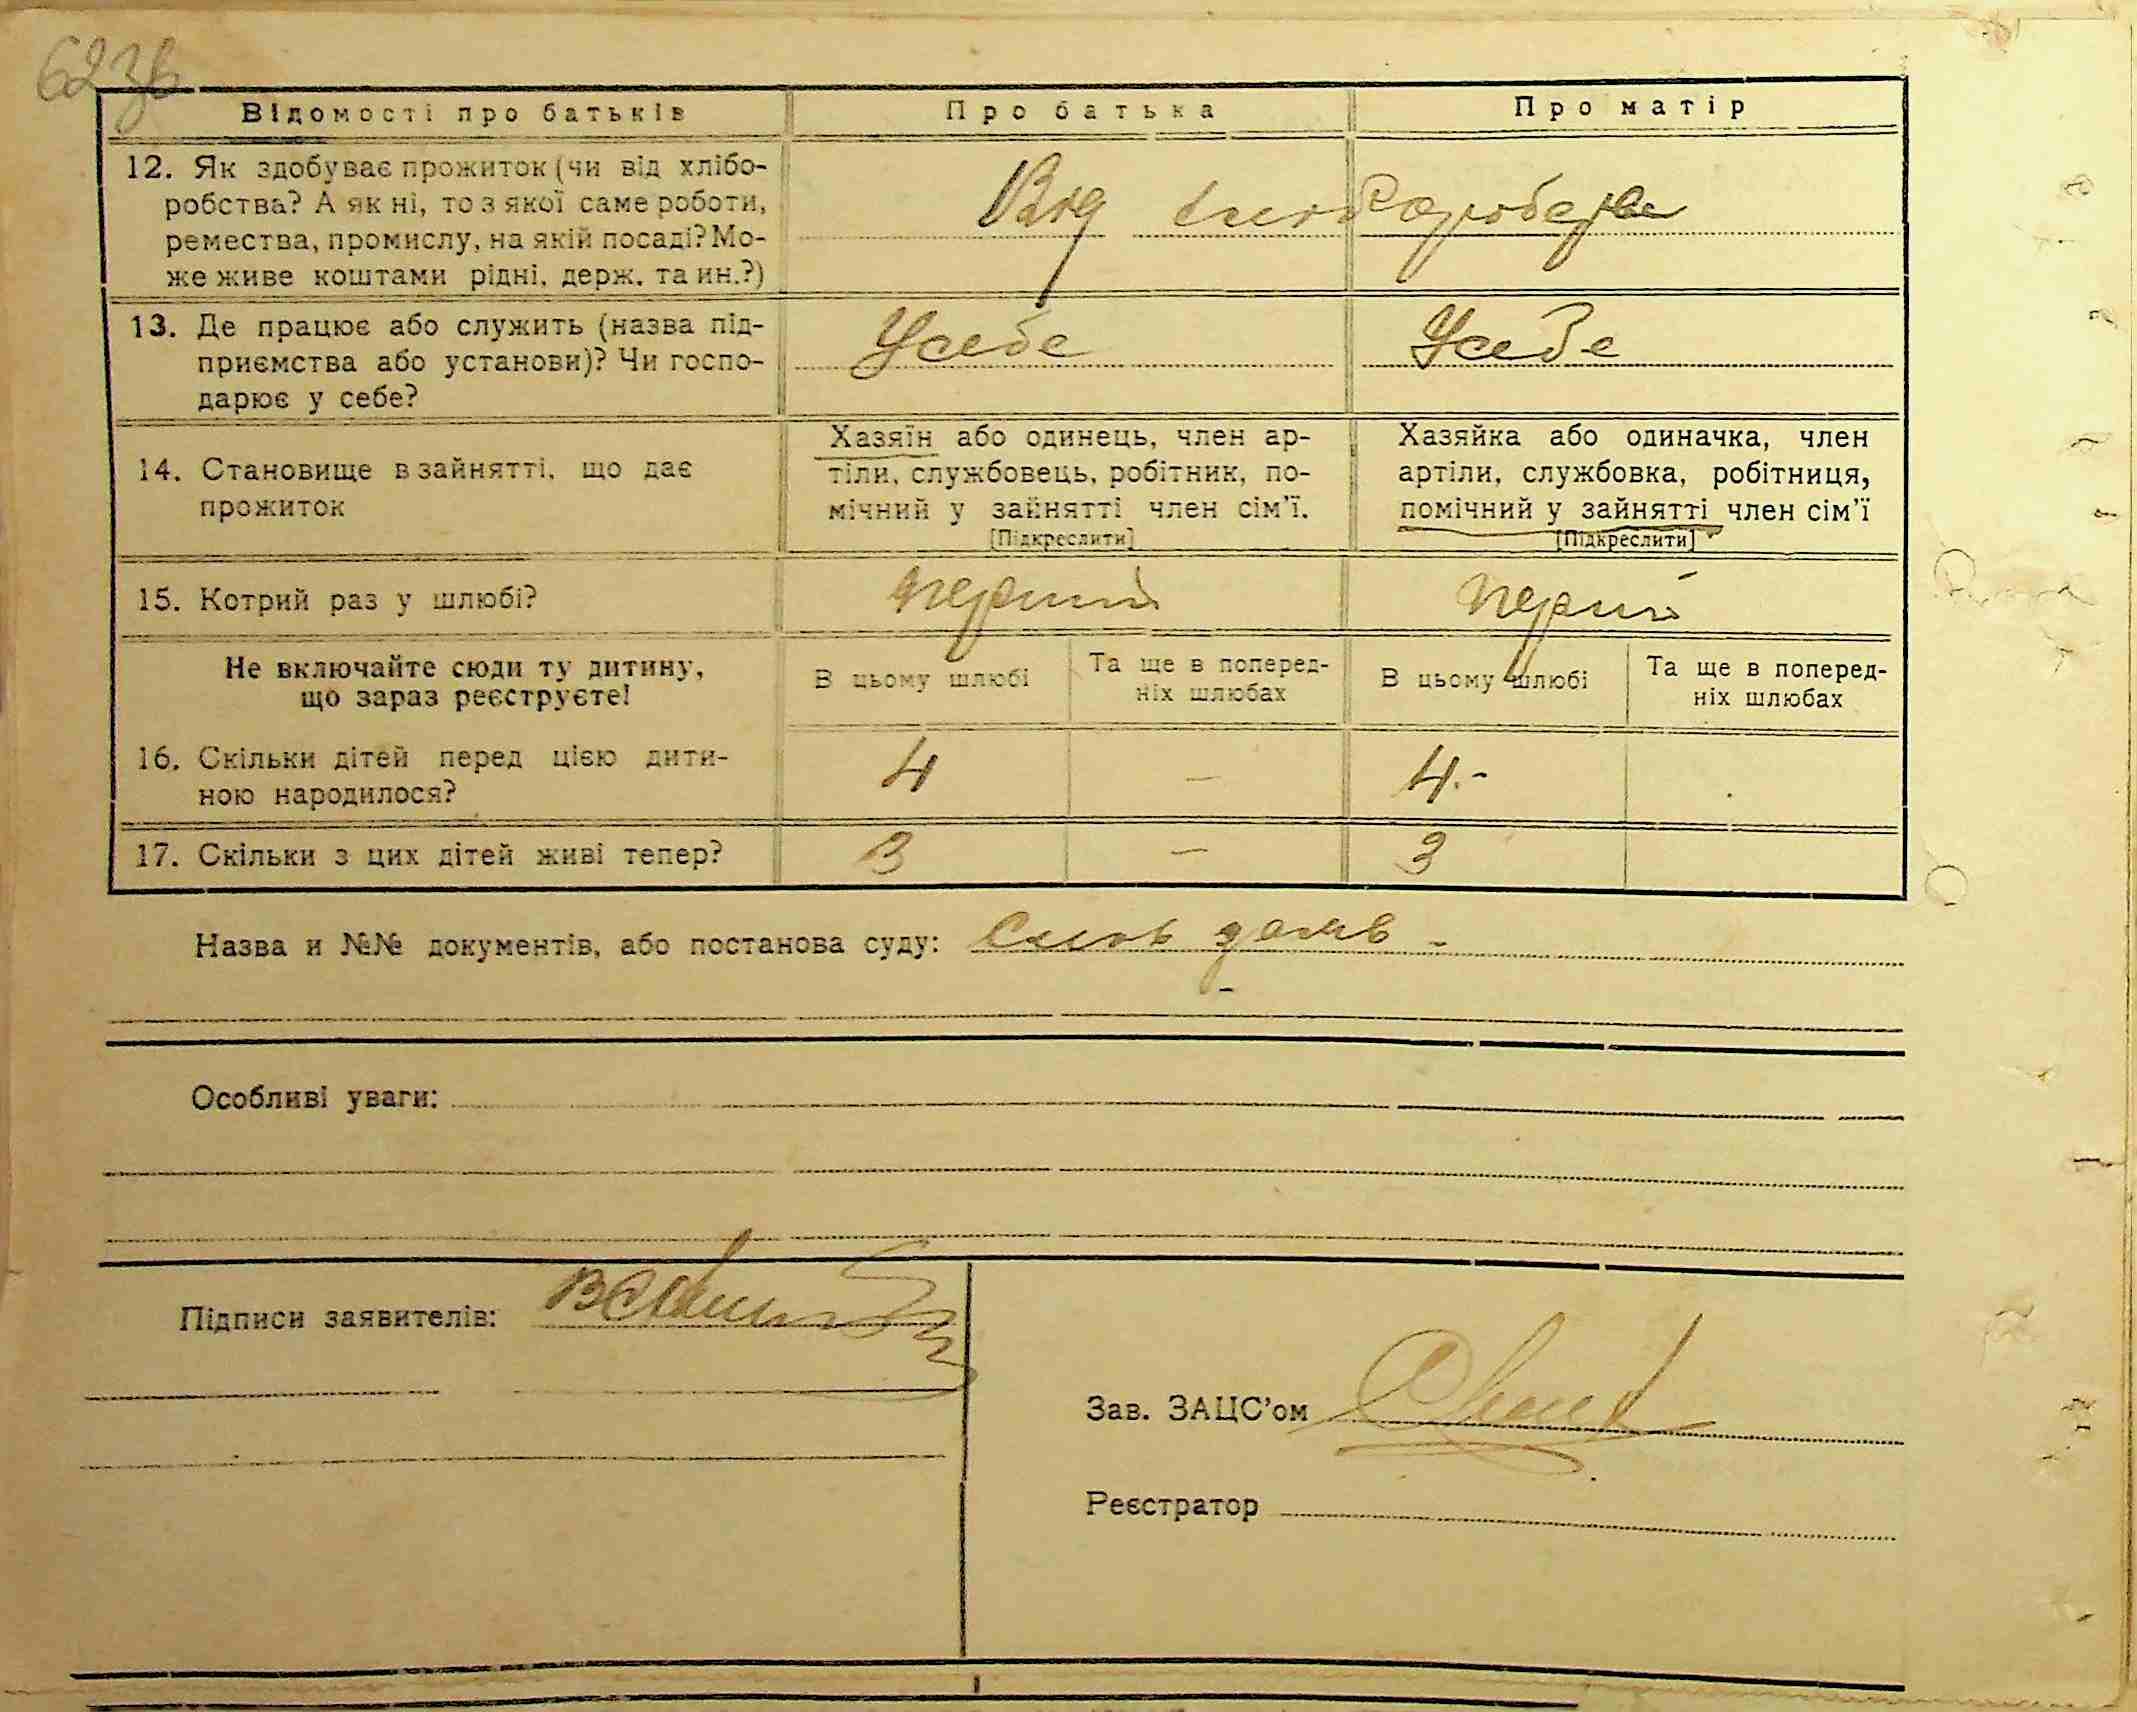 623в
Відомості про батьків
Про батька
Про матір
12. Як здобуває прожиток (чи від хлібо-
робства? А як ні, то з якої саме роботи,
ремества, промислу, на якій посаді? Мо-
же живе коштами рідні, держ. та ин.?)
Від
13. Де працює або служить (назва під-
приємства або установи)? Чи госпо-
дарює у себе?
Усебе
Усебе
14. Становище в зайнятті, що дає
прожиток
Хазяїн або одинець, член ар-
тіли, службовець, робітник, по-
мічний у зайнятті член сім’ї.
[Підкреслити]
Хазяйка або одиначка, член
артіли, службовка, робітниця,
помічний у зайнятті член сім’ї
[Підкреслити]
15. Котрий раз у шлюбі?
перший
Не включайте сюди ту дитину,
що зараз реєструєте!
В цьому шлюбі
Та ще в поперед-
ніх шлюбах
В цьому шлюбі
Та ще в поперед-
ніх шлюбах
16. Скільки дітей перед цією дити-
ною народилося?
4 - 4.-
17. Скільки з цих дітей живі тепер?
3 - 3
Назва и №№ документів, або постанова суду:
Особливі уваги:
Підписи заявителів:
Зав. ЗАЦС’ом
Реєстратор